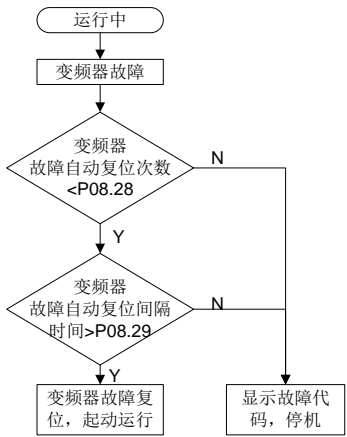 运行中
变频器故障
变频器
故障自动复位次数
<P08.28
N
Y
变频器
故障自动复位间隔
时间>P08.29
N
Y
变频器故障复
位，起动运行
显示故障代
码，停机